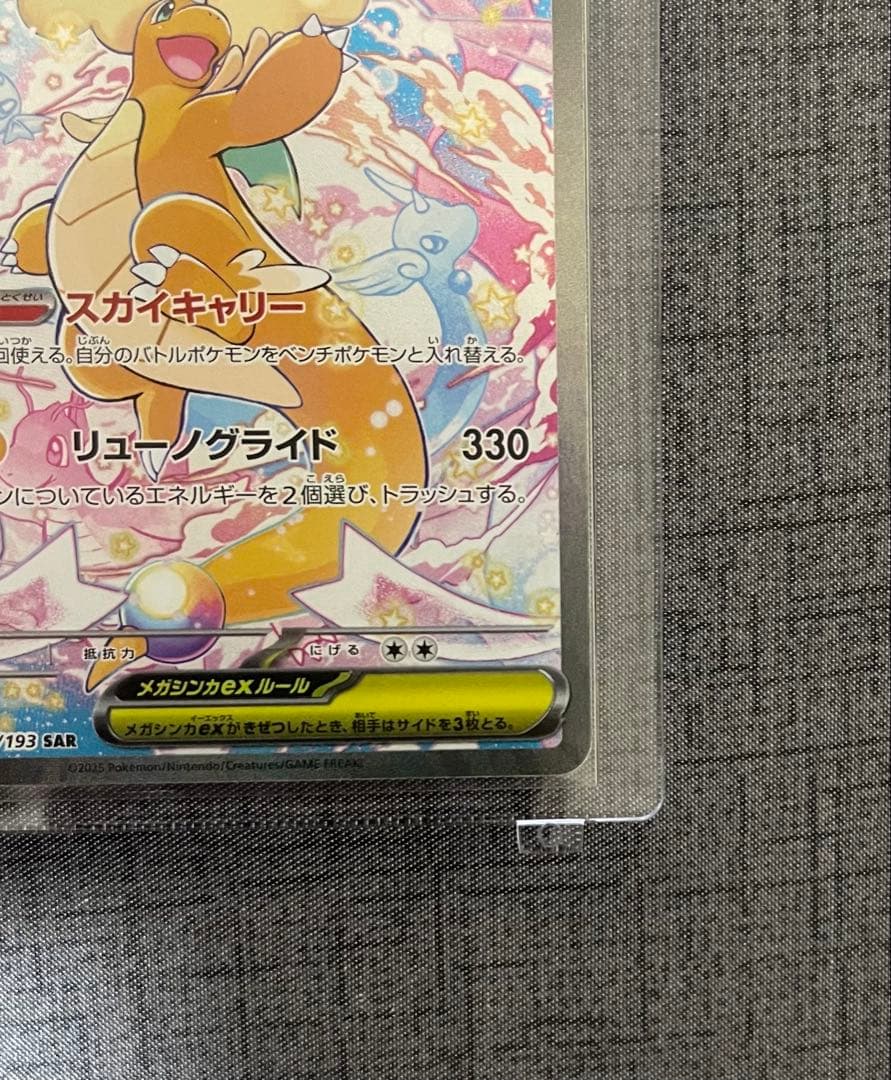 とくせい スカイキャリー
回使える。自分のバトルポケモンをベンチポケモンと入れ替える。
リューノグライド 330
ンについているエネルギーを2個選び、トラッシュする。
抵抗力 にげる
メガシンカexルール
メガシンカexがきぜつしたとき、相手はサイドを3枚とる。
/193 SAR
©2025 Pokémon/Nintendo/Creatures/GAME FREAK